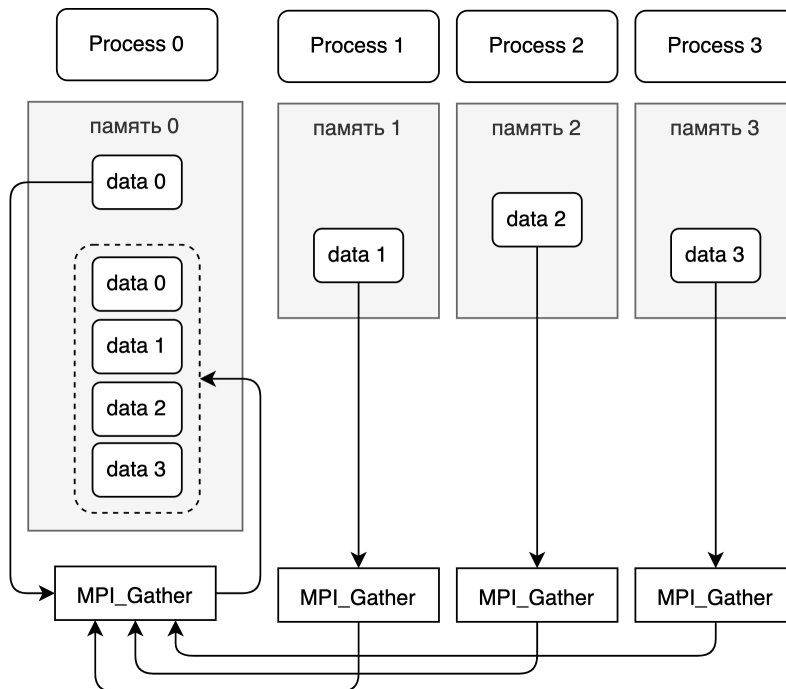 Process 0
Process 1
Process 2
Process 3
память 0
память 1
память 2
память 3
data 0
data 1
data 2
data 3
data 0
data 1
data 2
data 3
MPI_Gather
MPI_Gather
MPI_Gather
MPI_Gather